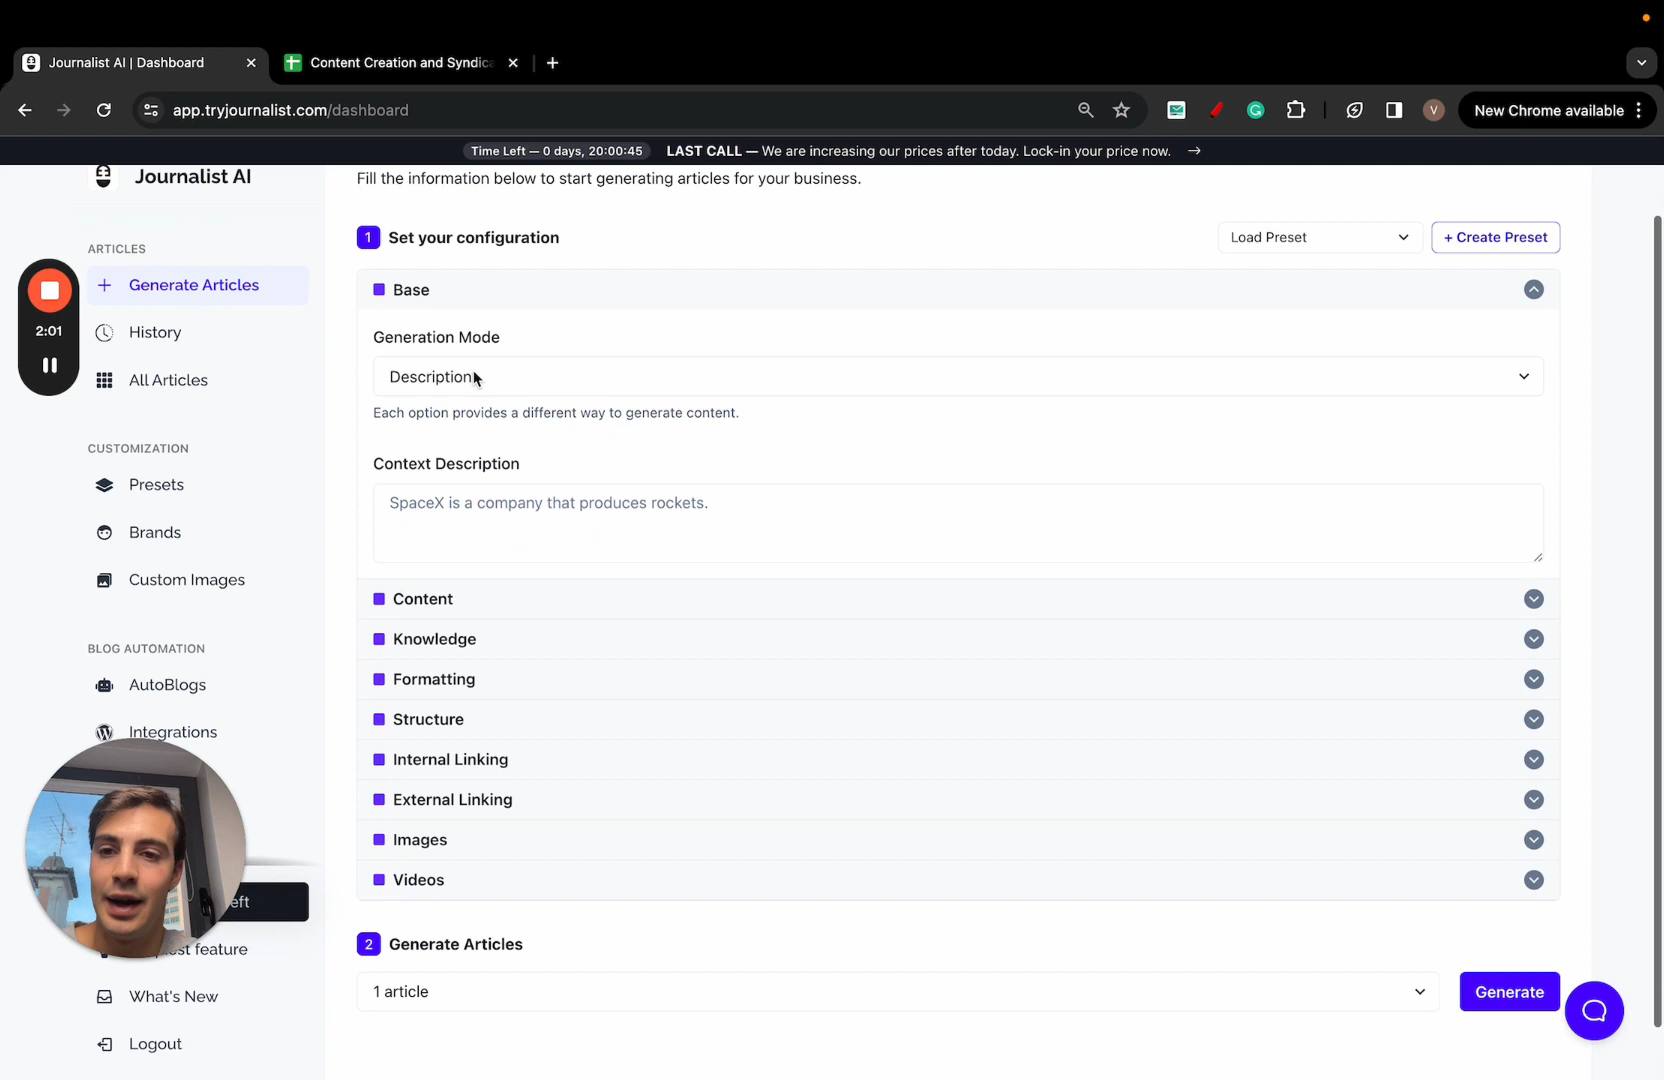 Journalist AI | Dashboard
Content Creation and Syndic
app.tryjournalist.com/dashboard
V
New Chrome available
Time Left — 0 days, 20:00:45
LAST CALL — We are increasing our prices after today. Lock-in your price now. →
Journalist AI
Fill the information below to start generating articles for your business.
ARTICLES
Generate Articles
History
All Articles
2:01
CUSTOMIZATION
Presets
Brands
Custom Images
BLOG AUTOMATION
AutoBlogs
Integrations
eft
st feature
What's New
Logout
1 Set your configuration
Load Preset
+ Create Preset
Base
Generation Mode
Description
Each option provides a different way to generate content.
Context Description
SpaceX is a company that produces rockets.
Content
Knowledge
Formatting
Structure
Internal Linking
External Linking
Images
Videos
2 Generate Articles
1 article
Generate